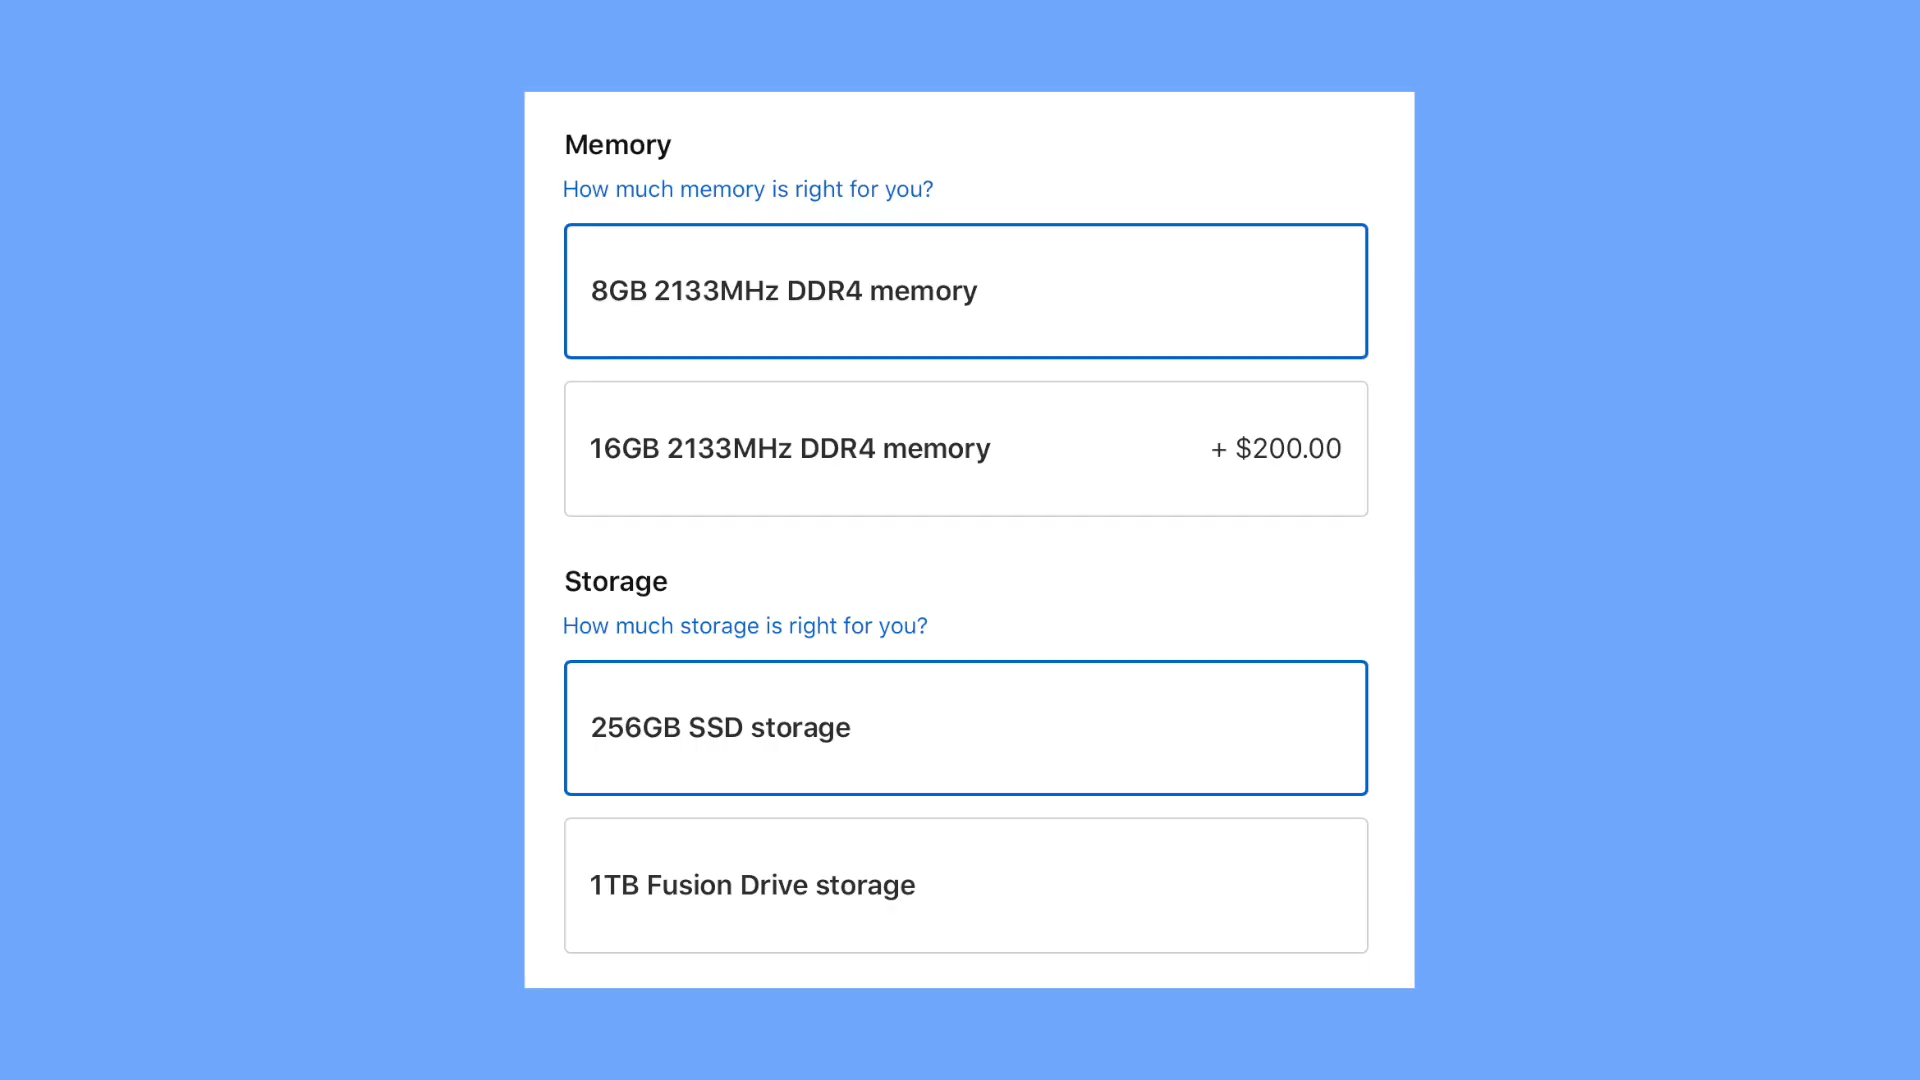 Memory
How much memory is right for you?
8GB 2133MHz DDR4 memory
16GB 2133MHz DDR4 memory + $200.00
Storage
How much storage is right for you?
256GB SSD storage
1TB Fusion Drive storage